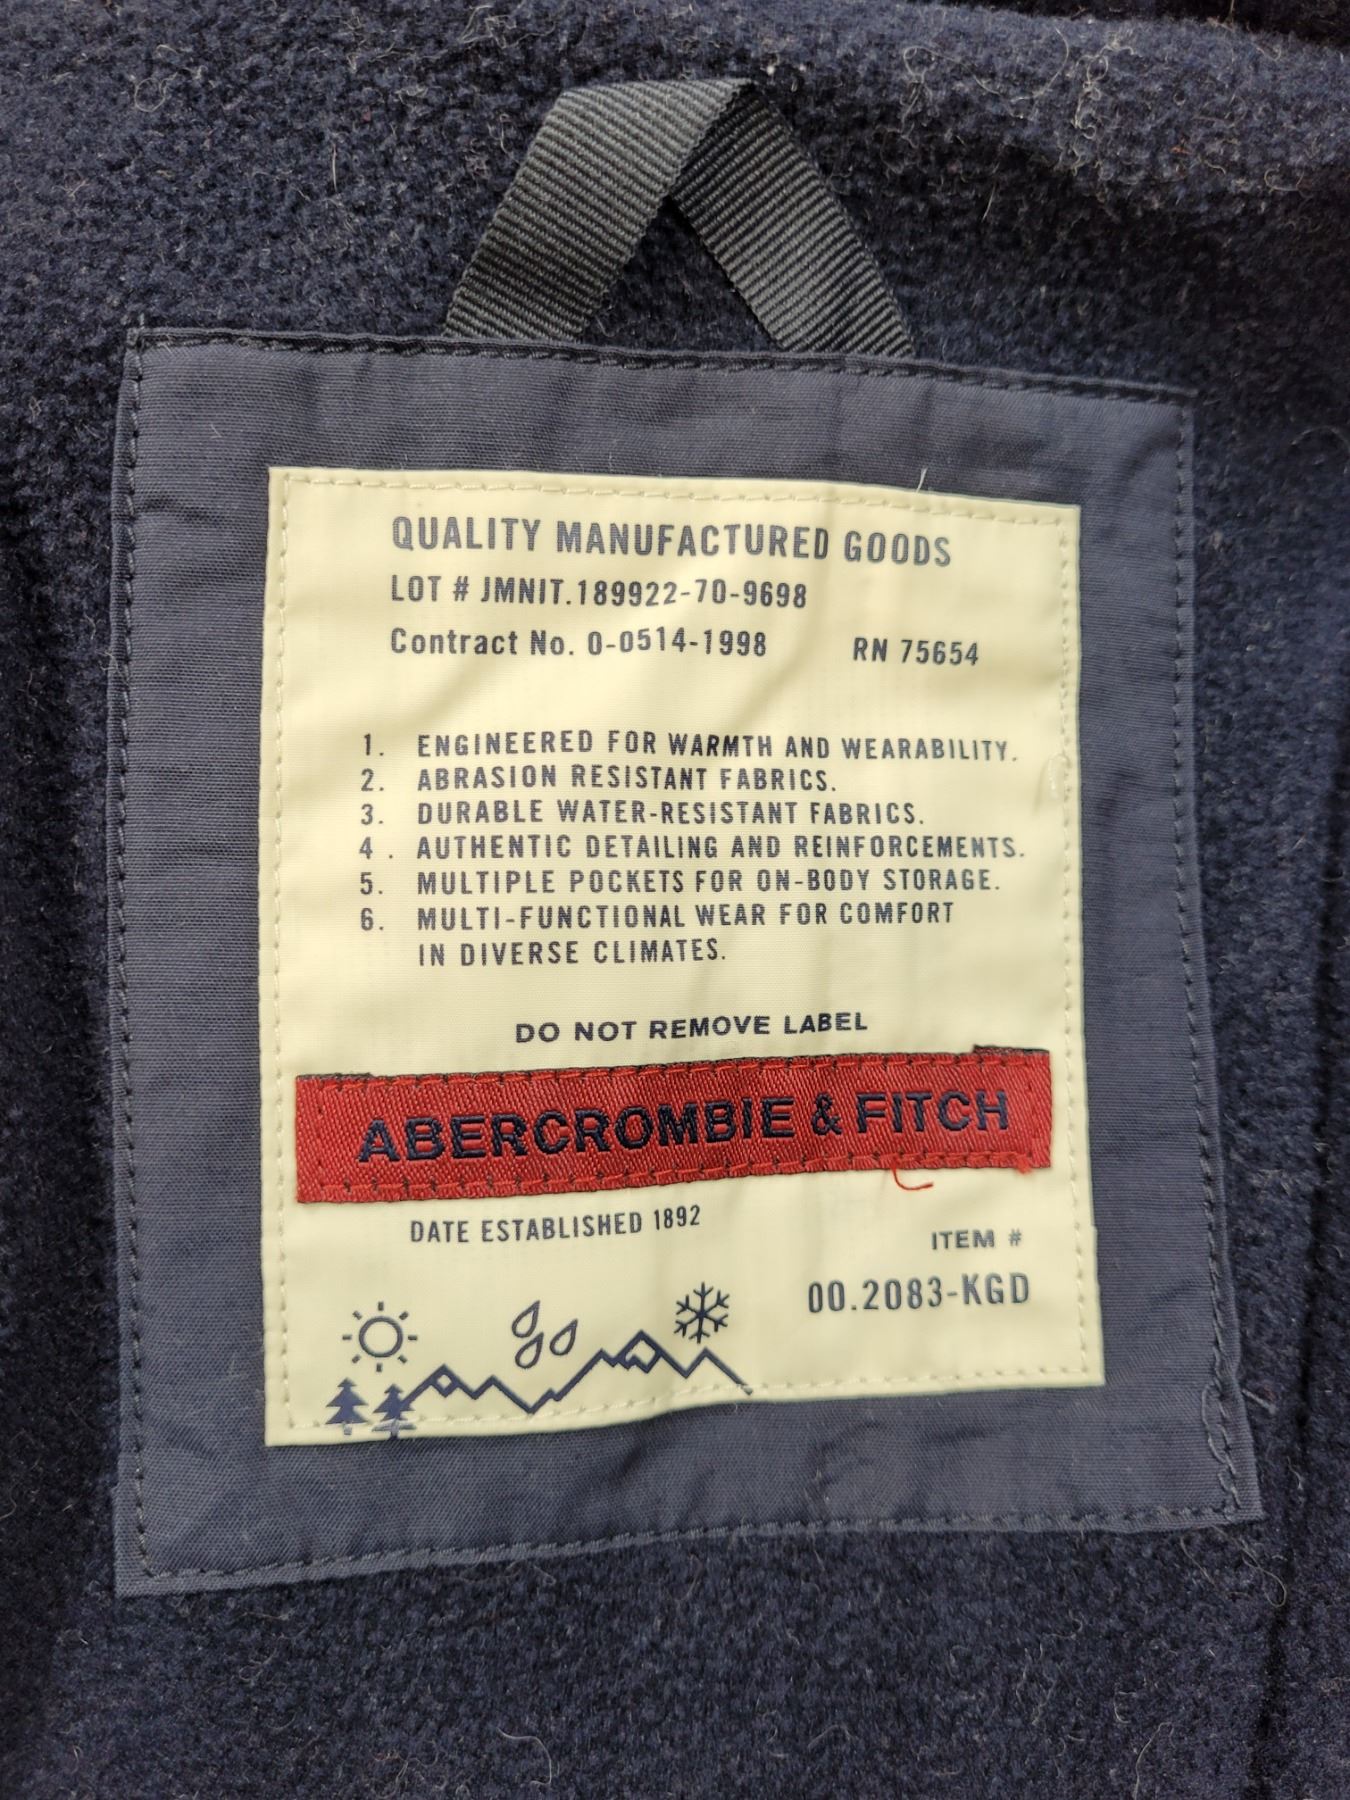 QUALITY MANUFACTURED GOODS
LOT # JMNIT.189922-70-9698
Contract No. 0-0514-1998 RN 75654
1. ENGINEERED FOR WARMTH AND WEARABILITY.
2. ABRASION RESISTANT FABRICS.
3. DURABLE WATER-RESISTANT FABRICS.
4 . AUTHENTIC DETAILING AND REINFORCEMENTS.
5. MULTIPLE POCKETS FOR ON-BODY STORAGE.
6. MULTI-FUNCTIONAL WEAR FOR COMFORT
IN DIVERSE CLIMATES.
DO NOT REMOVE LABEL
ABERCROMBIE & FITCH
DATE ESTABLISHED 1892
ITEM #
00.2083-KGD